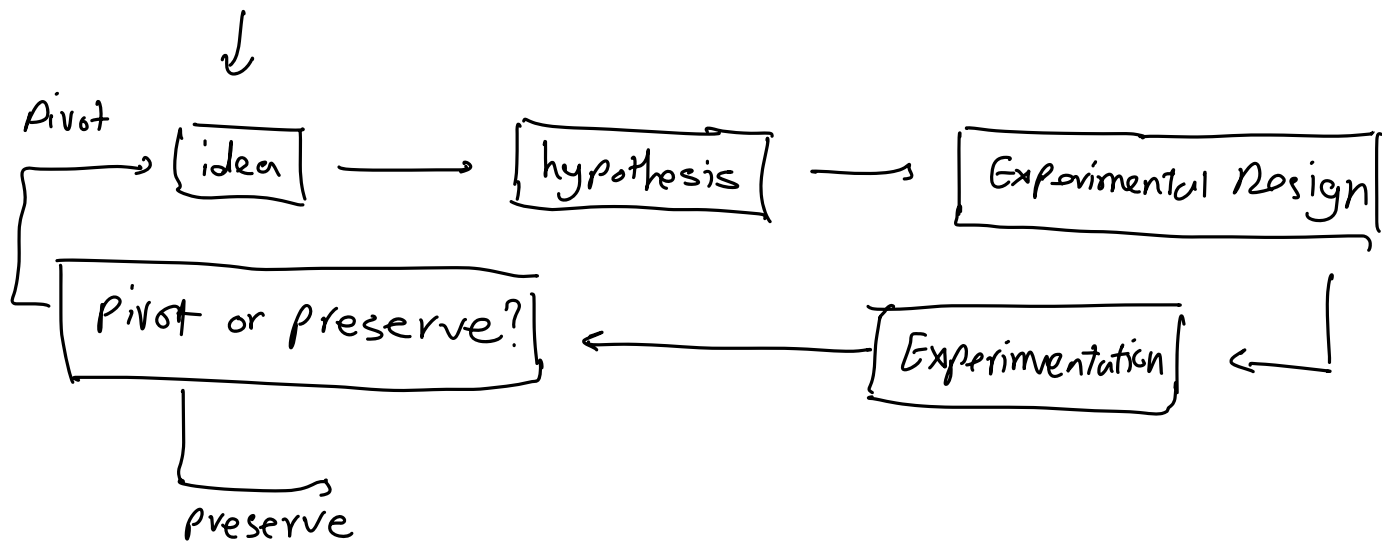 pivot
idea
hypothesis
Experimental Design
pivot or preserve?
Experimentation
preserve